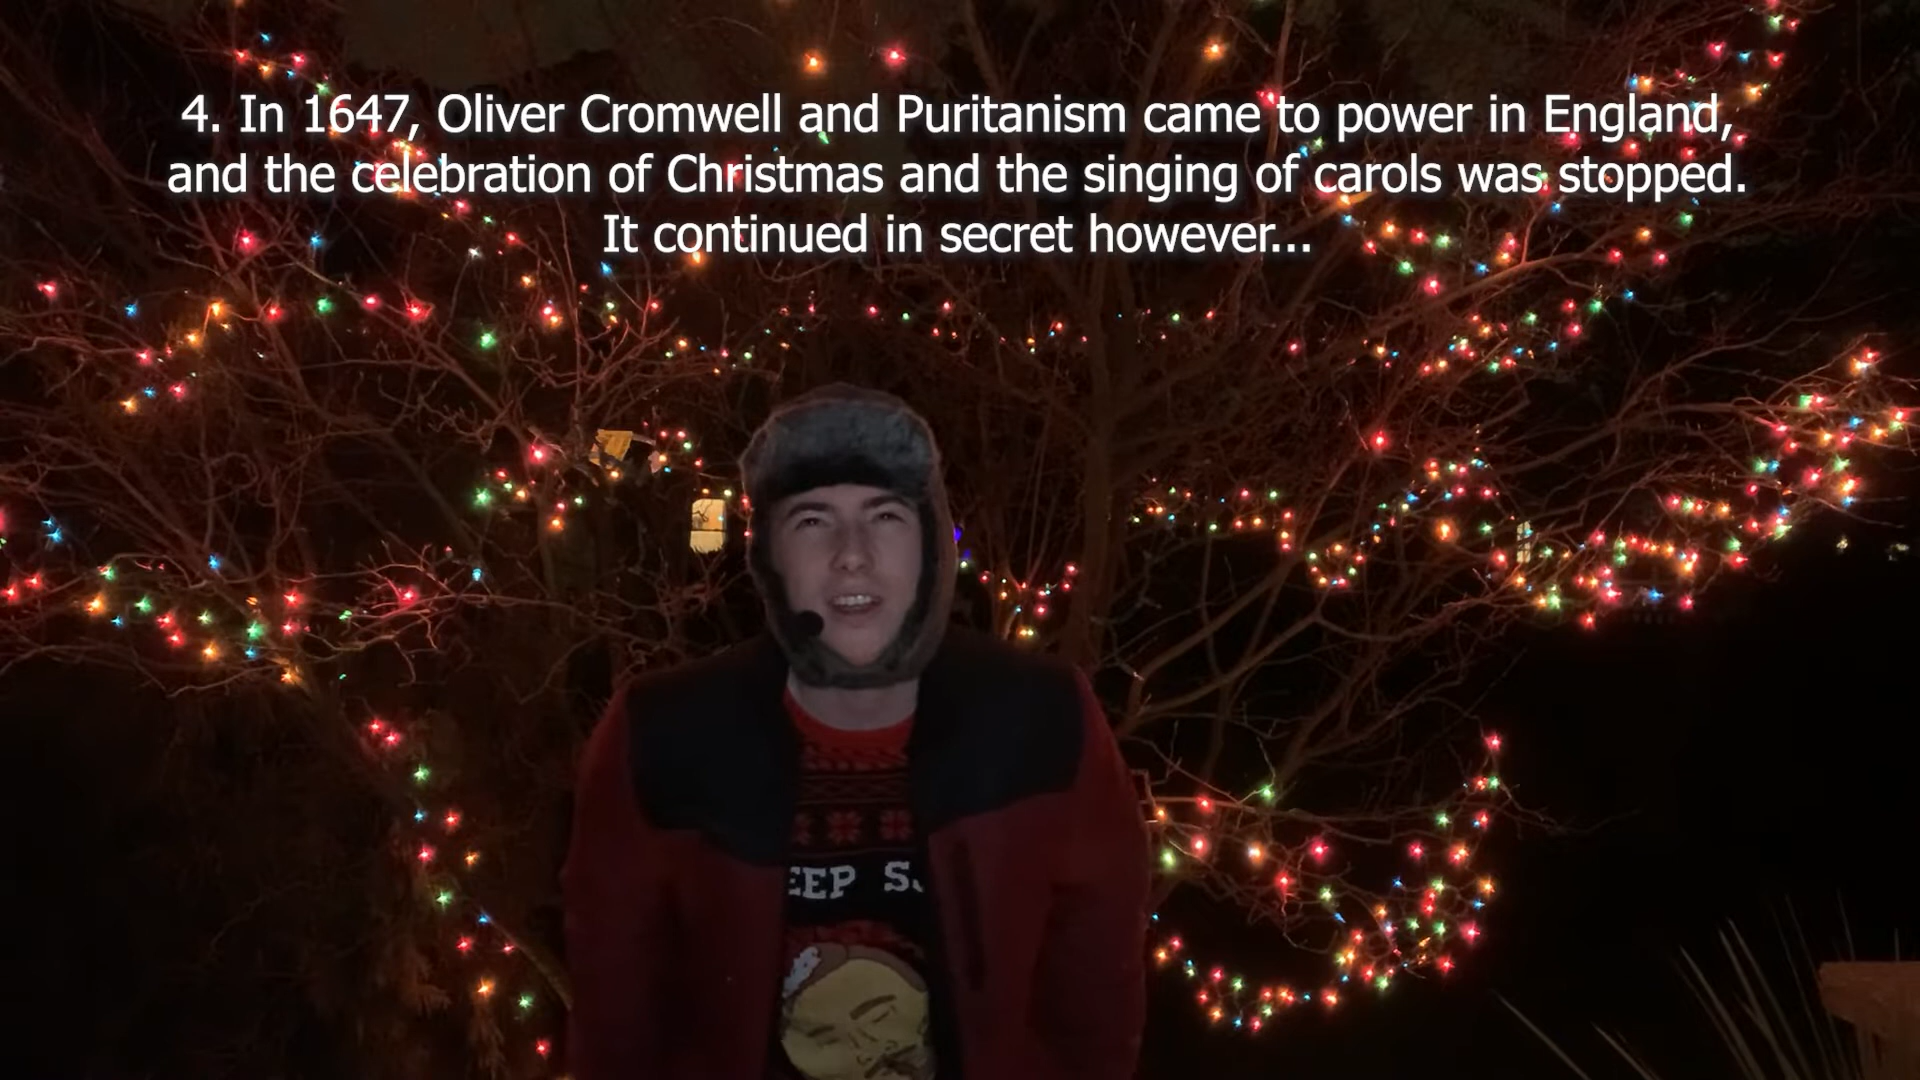 4. In 1647, Oliver Cromwell and Puritanism came to power in England,
and the celebration of Christmas and the singing of carols was stopped.
It continued in secret however...
EEP S